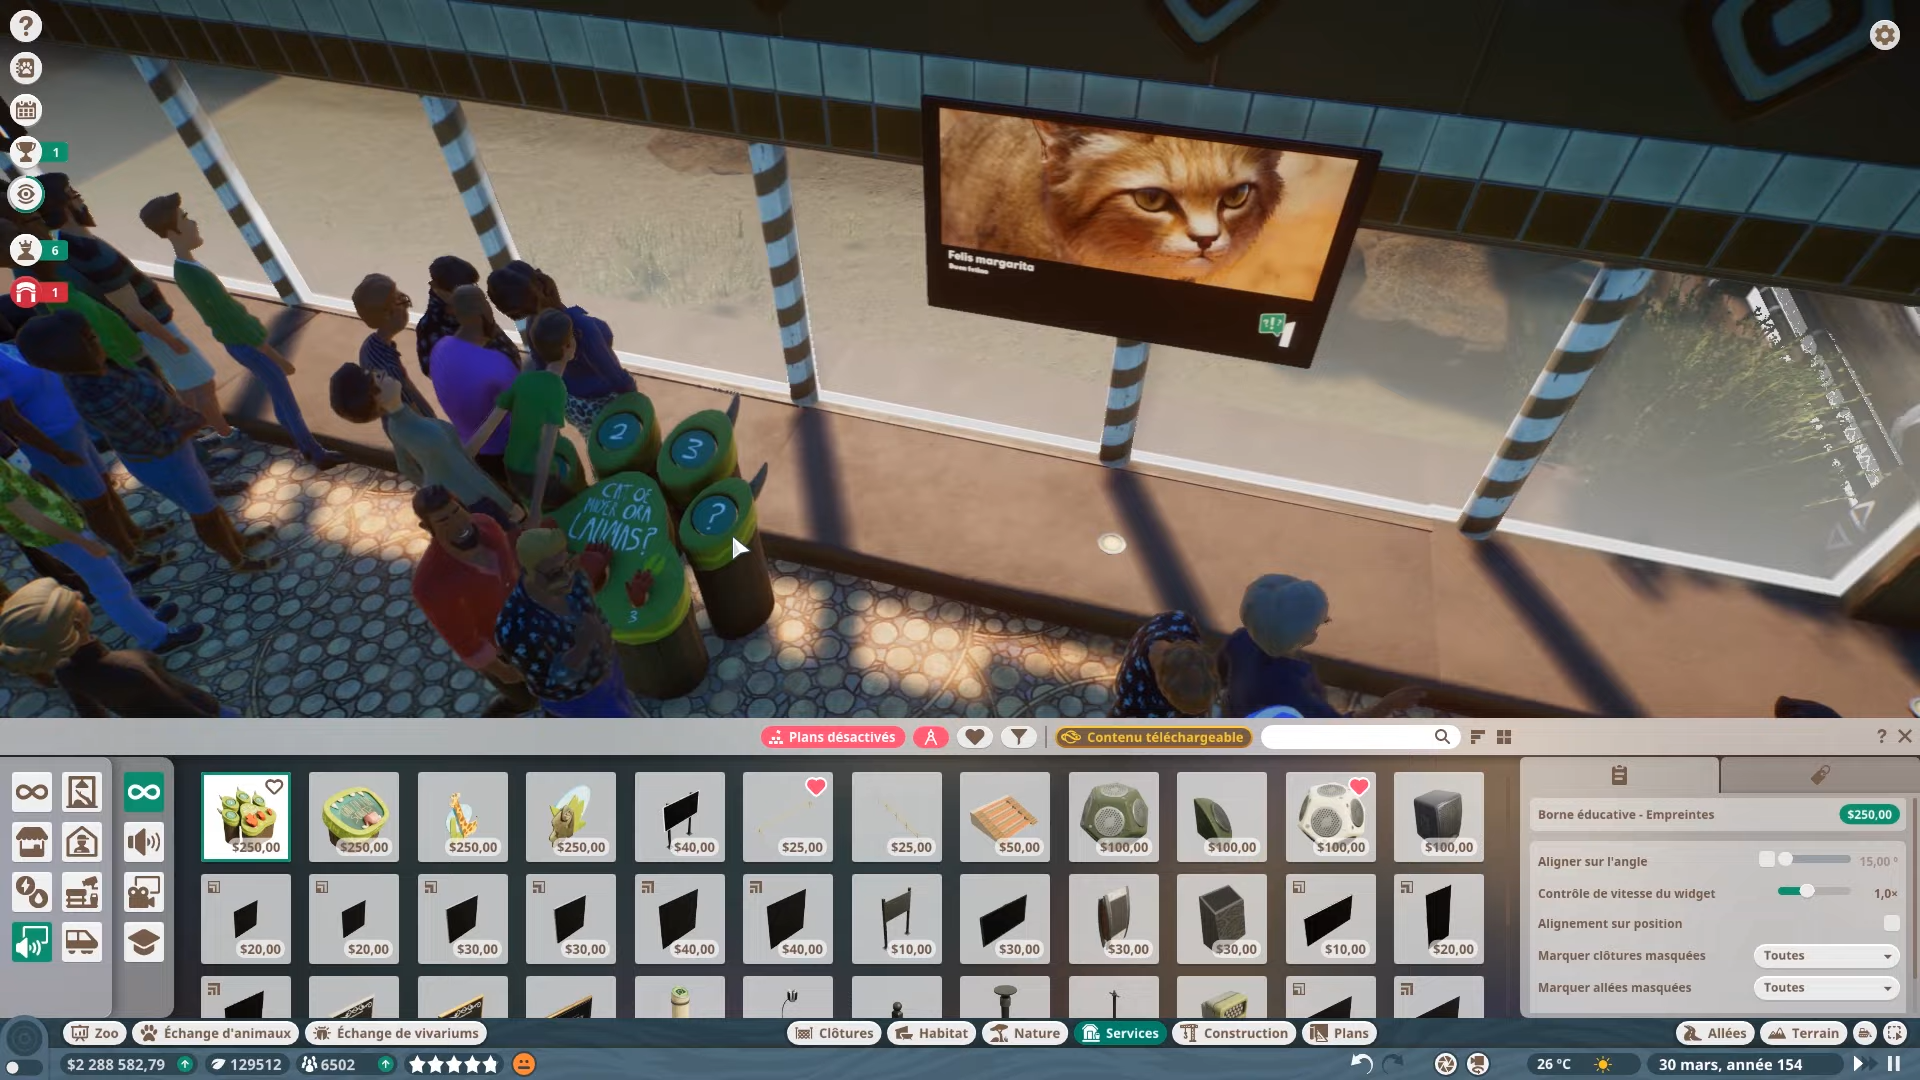 1
6
1
Felis margarita
2
3
?
CAT OF
LANMAS?
3
Plans désactivés
Contenu téléchargeable
?
$250,00
$250,00
$250,00
$250,00
$40,00
$25,00
$25,00
$50,00
$100,00
$100,00
$100,00
$100,00
$20,00
$20,00
$30,00
$30,00
$40,00
$40,00
$10,00
$30,00
$30,00
$30,00
$10,00
$20,00
Borne éducative - Empreintes
$250,00
Aligner sur l'angle
15,00 °
Contrôle de vitesse du widget
1,0×
Alignement sur position
Marquer clôtures masquées
Toutes
Marquer allées masquées
Toutes
Zoo
Échange d'animaux
Échange de vivariums
Clôtures
Habitat
Nature
Services
Construction
Plans
Allées
Terrain
$2 288 582,79
129512
6502
26 °C
30 mars, année 154